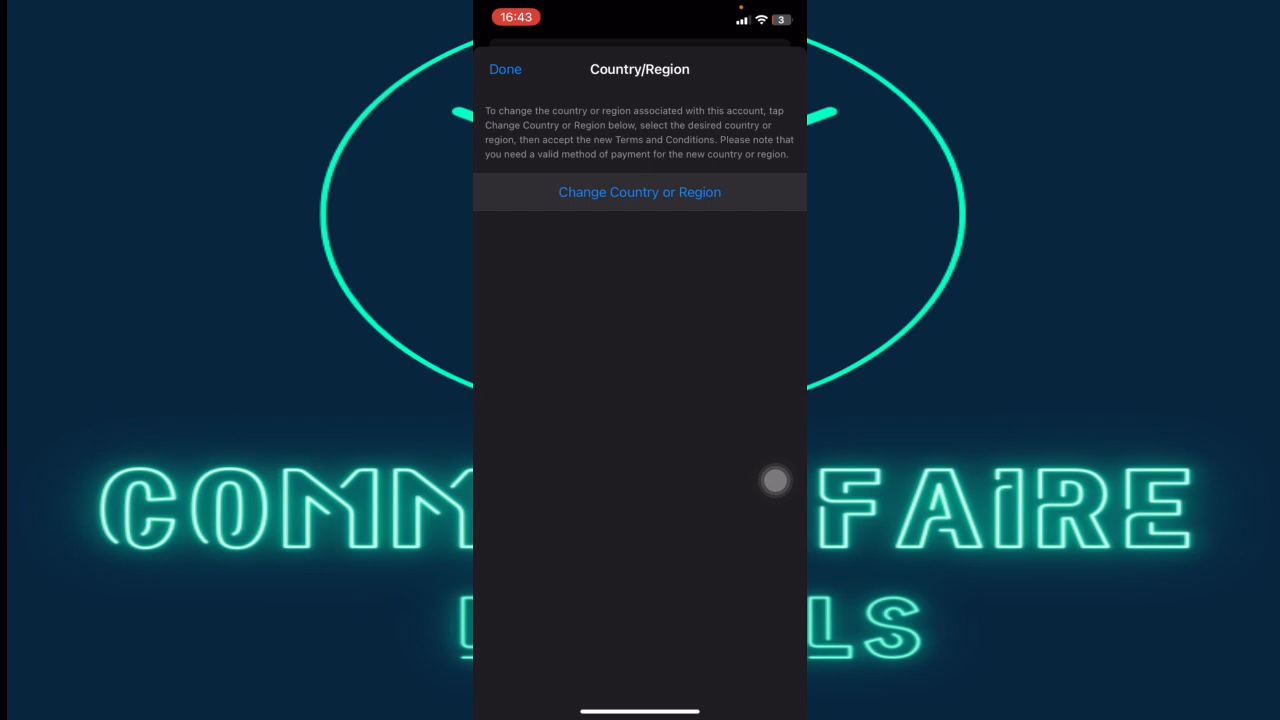 16:43
3
Done
Country/Region
To change the country or region associated with this account, tap
Change Country or Region below, select the desired country or
region, then accept the new Terms and Conditions. Please note that
you need a valid method of payment for the new country or region.
Change Country or Region
FAIRE